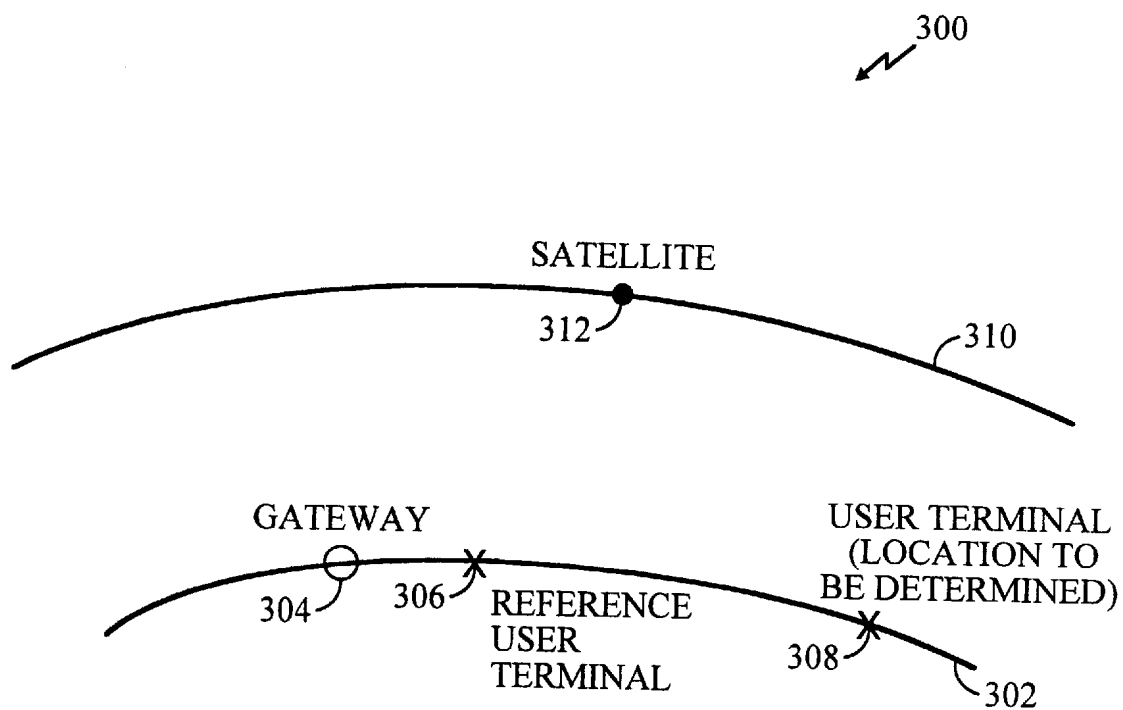 300
SATELLITE
312
310
GATEWAY
304
306
REFERENCE
USER
TERMINAL
USER TERMINAL
(LOCATION TO
BE DETERMINED)
308
302